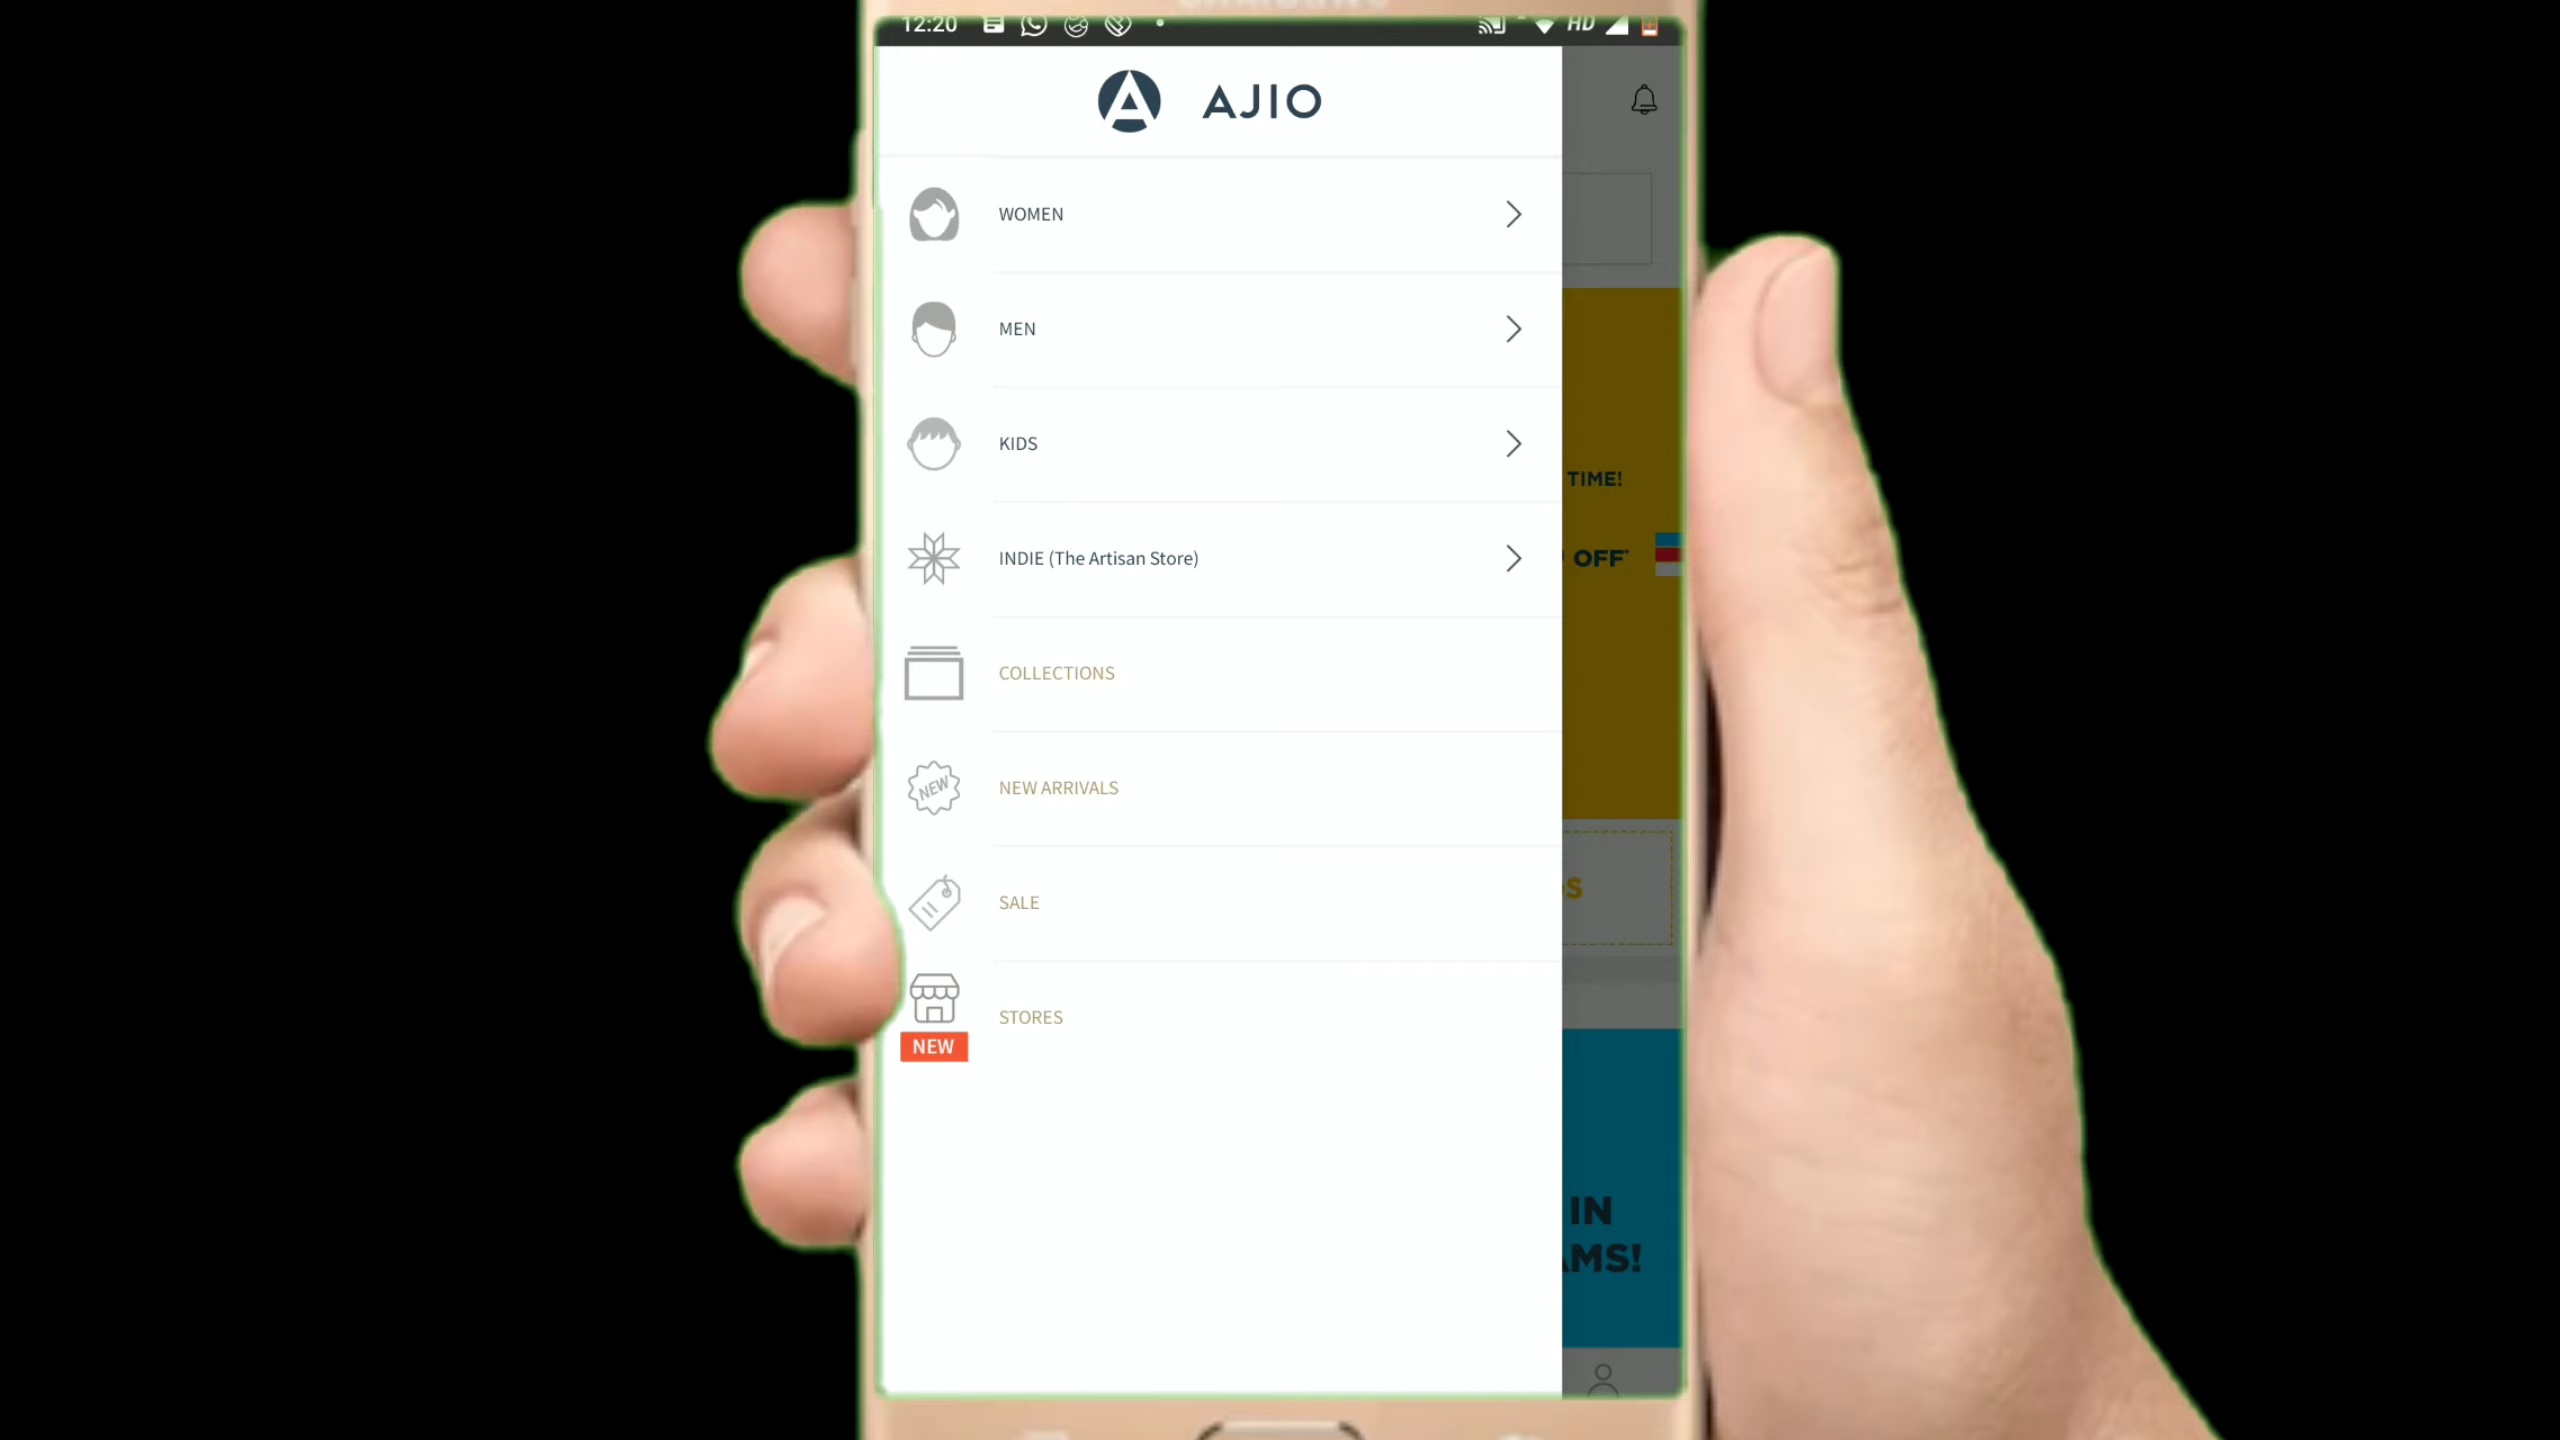 12:20 HD
AJIO
WOMEN
MEN
KIDS
INDIE (The Artisan Store)
COLLECTIONS
NEW
NEW ARRIVALS
SALE
STORES
NEW
TIME!
OFF*
IN